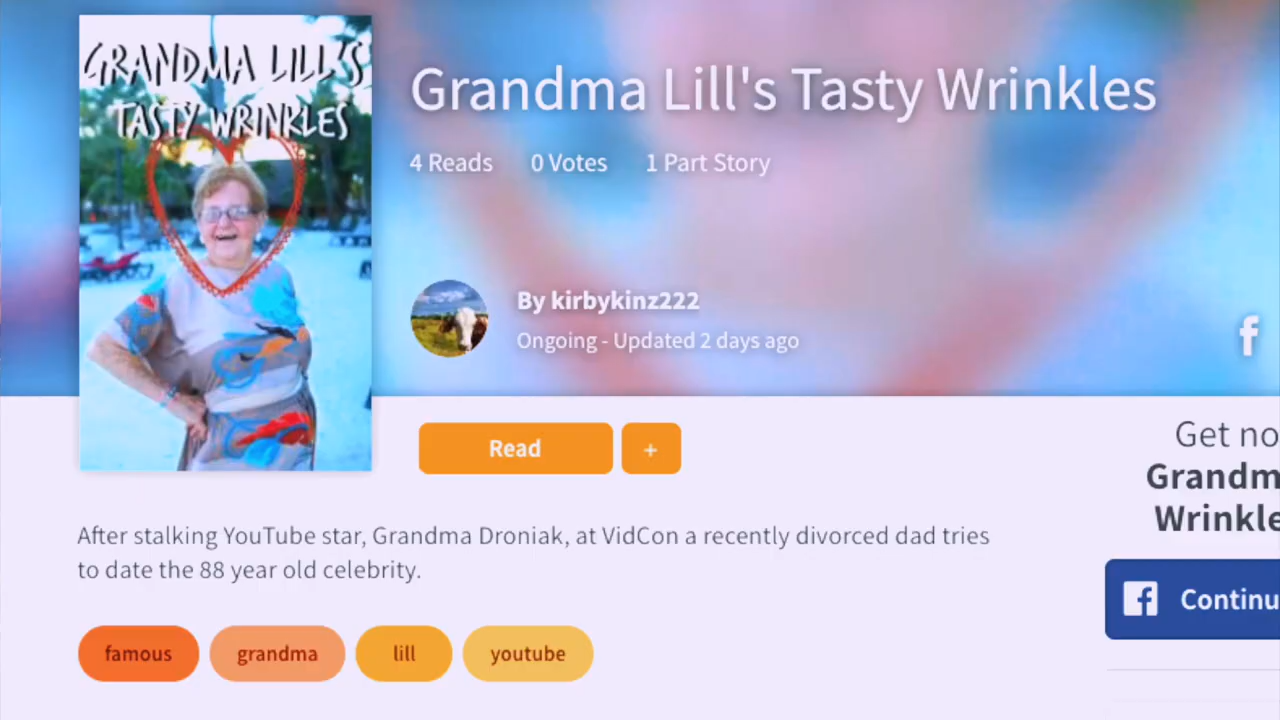 GRANDMA LILL'S
TASTY WRINKLES
Grandma Lill's Tasty Wrinkles
4 Reads 0 Votes 1 Part Story
By kirbykinz222
Ongoing - Updated 2 days ago
f
Read +
Get no
Grandm
Wrinkle
After stalking YouTube star, Grandma Droniak, at VidCon a recently divorced dad tries
to date the 88 year old celebrity.
f Continu
famous grandma lill youtube